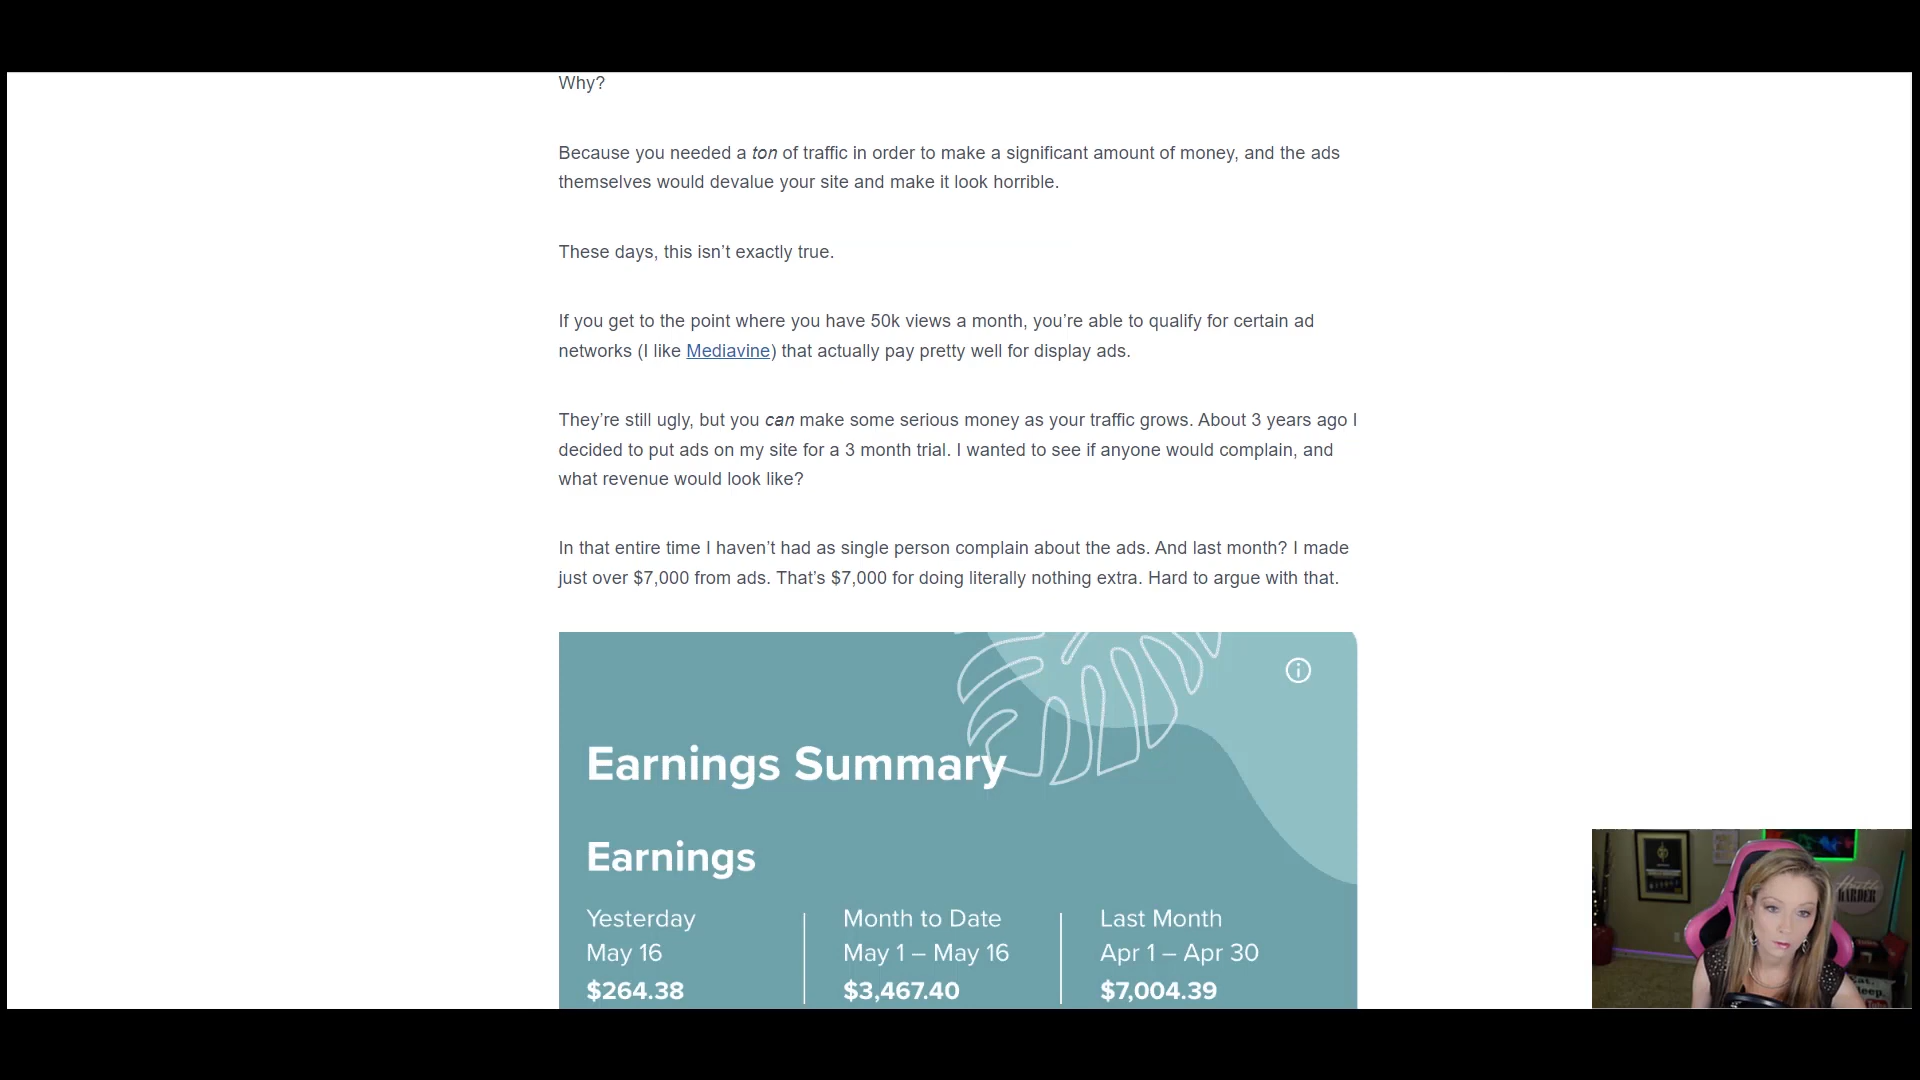 Why?
Because you needed a ton of traffic in order to make a significant amount of money, and the ads
themselves would devalue your site and make it look horrible.
These days, this isn’t exactly true.
If you get to the point where you have 50k views a month, you’re able to qualify for certain ad
networks (I like Mediavine) that actually pay pretty well for display ads.
They’re still ugly, but you can make some serious money as your traffic grows. About 3 years ago I
decided to put ads on my site for a 3 month trial. I wanted to see if anyone would complain, and
what revenue would look like?
In that entire time I haven’t had as single person complain about the ads. And last month? I made
just over $7,000 from ads. That’s $7,000 for doing literally nothing extra. Hard to argue with that.
Earnings Summary
Earnings
Yesterday
May 16
$264.38
Month to Date
May 1 – May 16
$3,467.40
Last Month
Apr 1 – Apr 30
$7,004.39
HARDER
Eat.